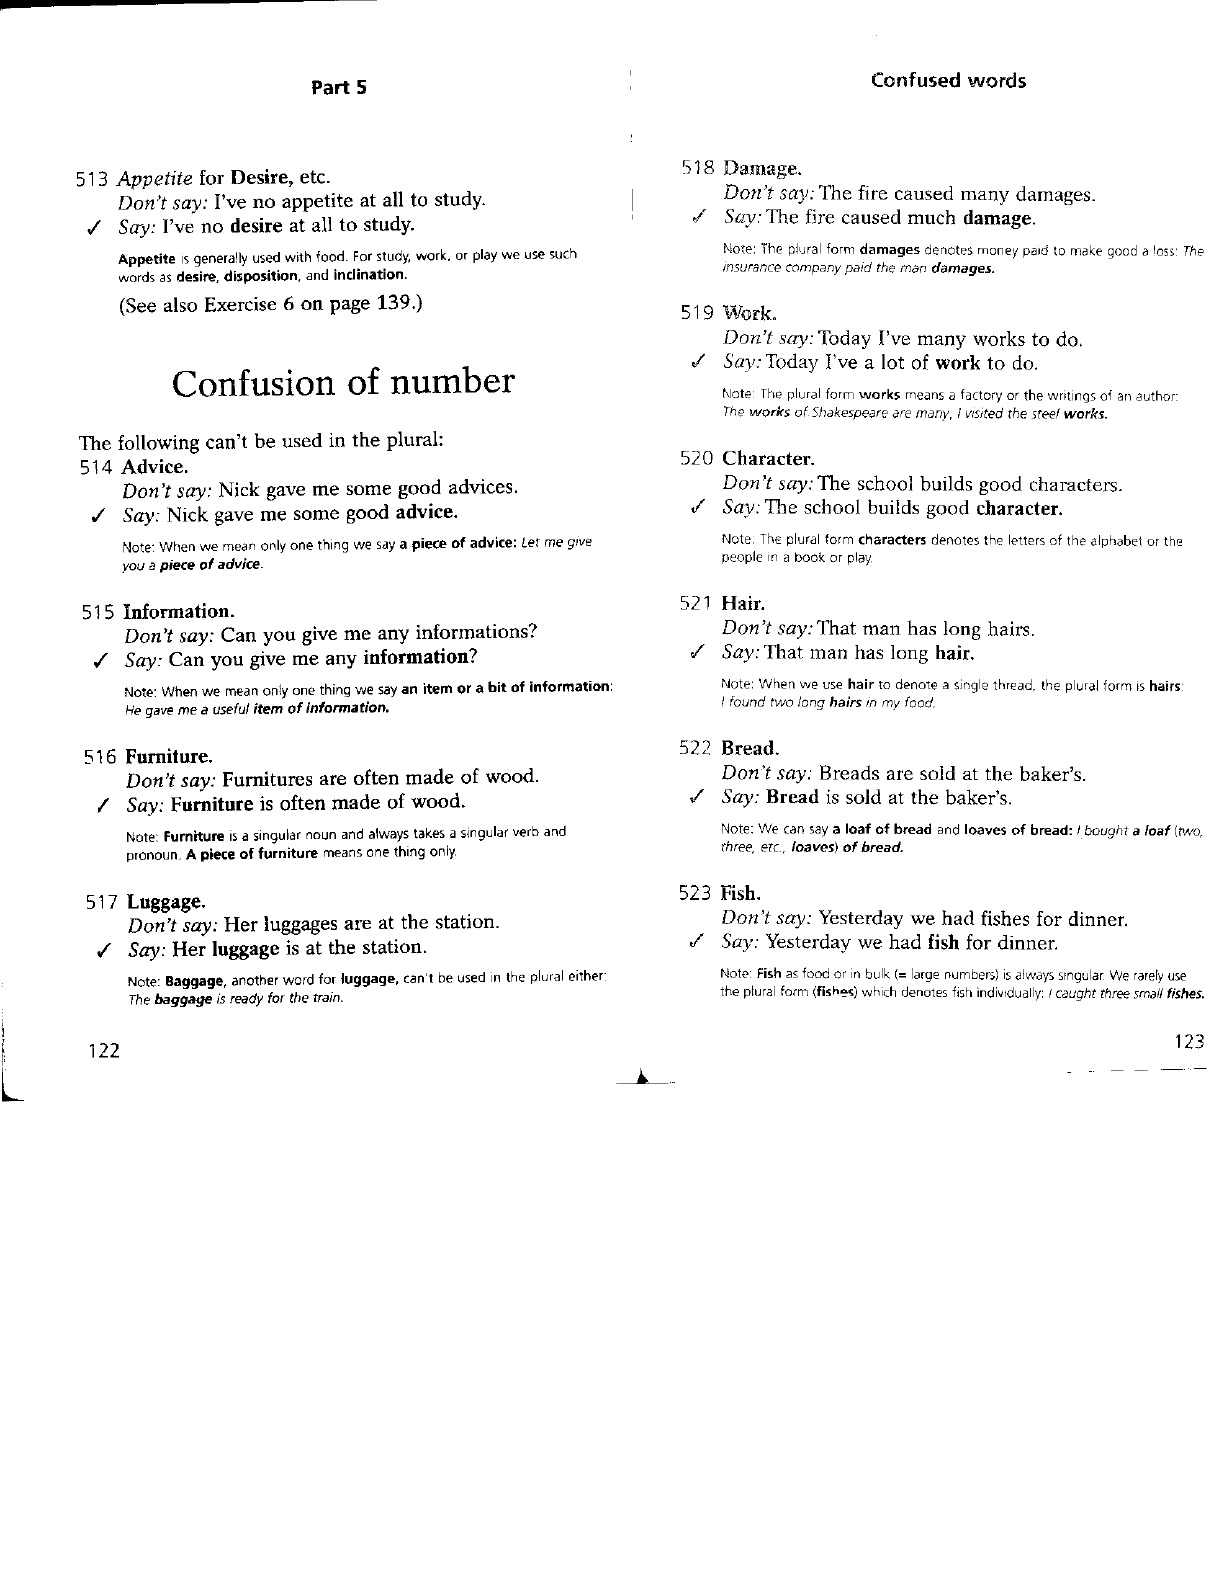 Part 5
513 Appetite for Desire, etc.
Don't say: I've no appetite at all to study.
✓ Say: I've no desire at all to study.
Appetite is generally used with food. For study, work, or play we use such
words as desire, disposition, and inclination.
(See also Exercise 6 on page 139.)
Confusion of number
The following can't be used in the plural:
514 Advice.
Don't say: Nick gave me some good advices.
✓ Say: Nick gave me some good advice.
Note: When we mean only one thing we say a piece of advice: Let me give
you a piece of advice.
515 Information.
Don't say: Can you give me any informations?
✓ Say: Can you give me any information?
Note: When we mean only one thing we say an item or a bit of information:
He gave me a useful item of information.
516 Furniture.
Don't say: Furnitures are often made of wood.
✓ Say: Furniture is often made of wood.
Note: Furniture is a singular noun and always takes a singular verb and
pronoun. A piece of furniture means one thing only.
517 Luggage.
Don't say: Her luggages are at the station.
✓ Say: Her luggage is at the station.
Note: Baggage, another word for luggage, can't be used in the plural either:
The baggage is ready for the train.
122
Confused words
518 Damage.
Don't say: The fire caused many damages.
✓ Say: The fire caused much damage.
Note: The plural form damages denotes money paid to make good a loss: The
insurance company paid the man damages.
519 Work.
Don't say: Today I've many works to do.
✓ Say: Today I've a lot of work to do.
Note: The plural form works means a factory or the writings of an author:
The works of Shakespeare are many, I visited the steel works.
520 Character.
Don't say: The school builds good characters.
✓ Say: The school builds good character.
Note: The plural form characters denotes the letters of the alphabet or the
people in a book or play.
521 Hair.
Don't say: That man has long hairs.
✓ Say: That man has long hair.
Note: When we use hair to denote a single thread, the plural form is hairs:
I found two long hairs in my food.
522 Bread.
Don't say: Breads are sold at the baker's.
✓ Say: Bread is sold at the baker's.
Note: We can say a loaf of bread and loaves of bread: I bought a loaf (two,
three, etc., loaves) of bread.
523 Fish.
Don't say: Yesterday we had fishes for dinner.
✓ Say: Yesterday we had fish for dinner.
Note: Fish as food or in bulk (= large numbers) is always singular. We rarely use
the plural form (fishes) which denotes fish individually: I caught three small fishes.
123